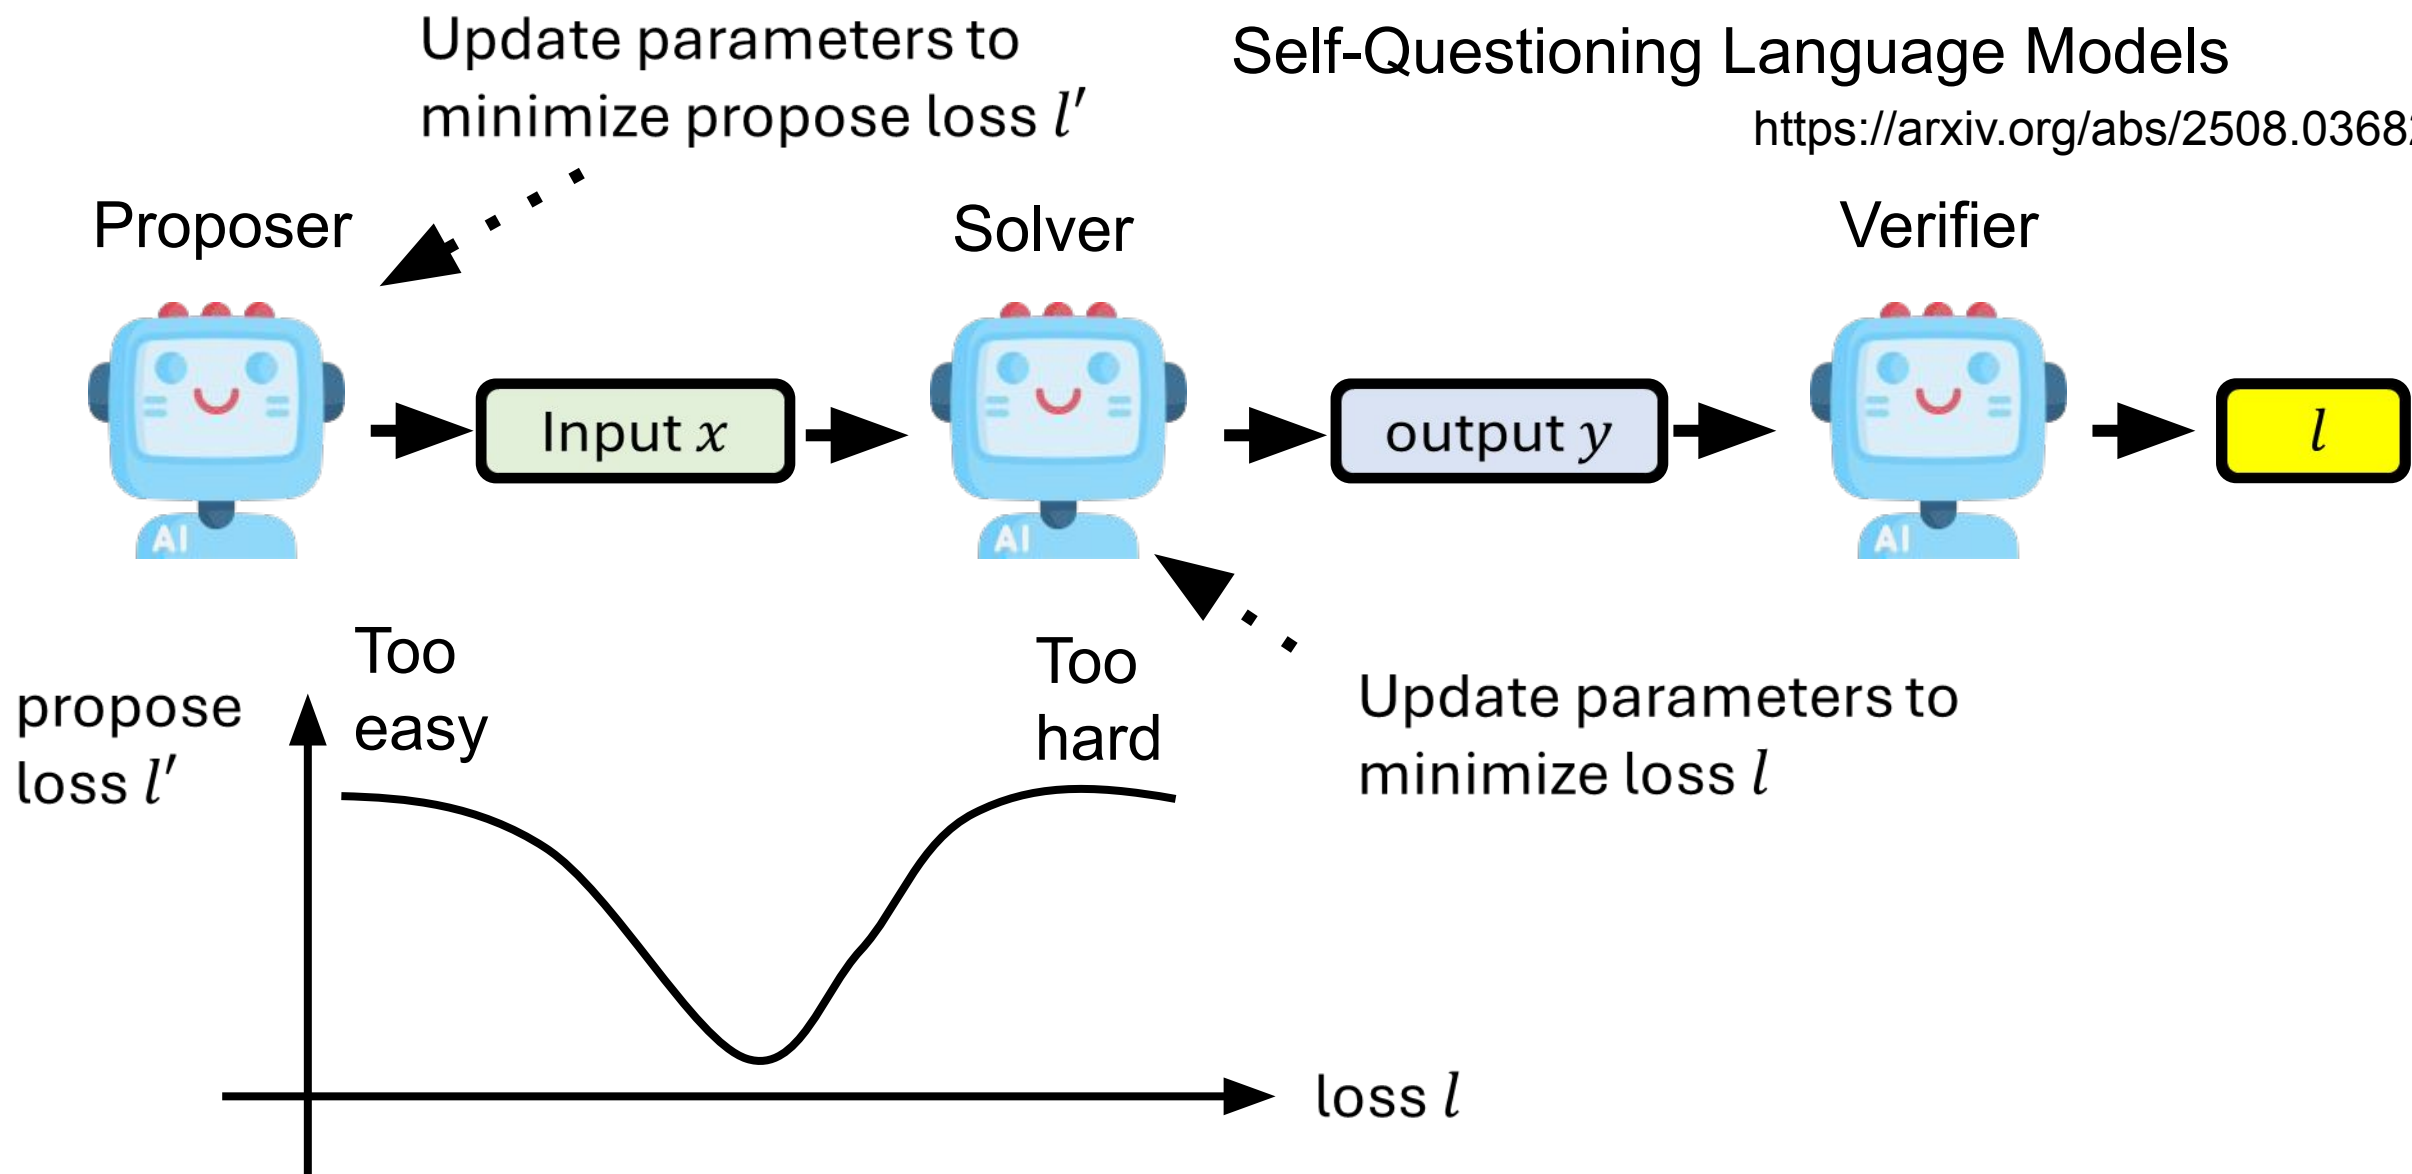 Update parameters to
minimize propose loss l′
Self-Questioning Language Models
https://arxiv.org/abs/2508.03682
Proposer
Solver
Verifier
Input x
output y
l
AI
AI
AI
Too
easy
Too
hard
propose
loss l′
Update parameters to
minimize loss l
loss l